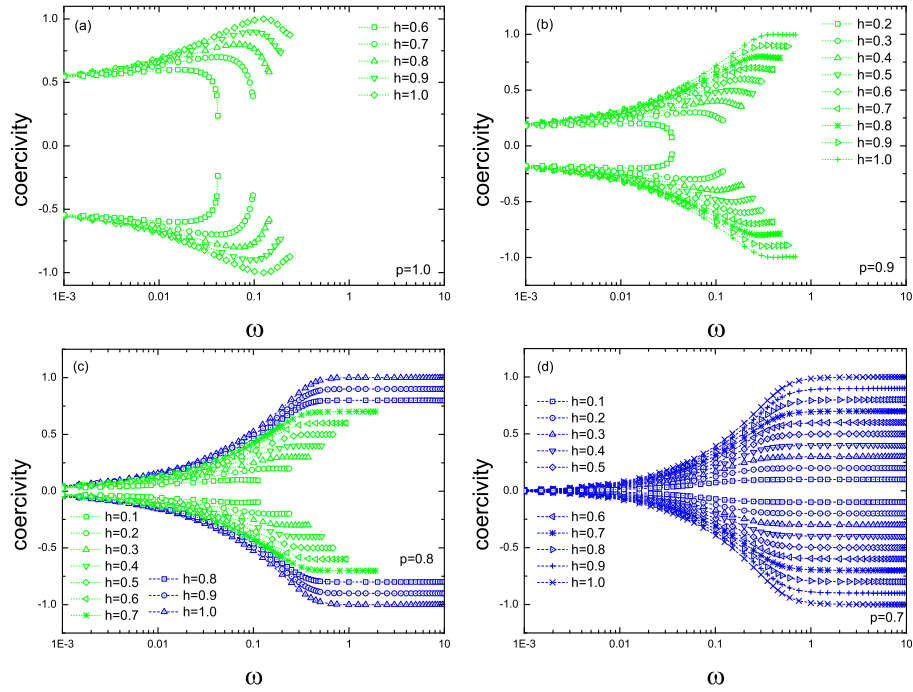 (a)
h=0.6
h=0.7
h=0.8
h=0.9
h=1.0
1.0
0.5
0.0
-0.5
-1.0
coercivity
p=1.0
1E-3
0.01
0.1
1
10
ω
(b)
h=0.2
h=0.3
h=0.4
h=0.5
h=0.6
h=0.7
h=0.8
h=0.9
h=1.0
1.0
0.5
0.0
-0.5
-1.0
coercivity
p=0.9
1E-3
0.01
0.1
1
10
ω
(c)
1.0
0.5
0.0
-0.5
-1.0
coercivity
h=0.1
h=0.2
h=0.3
h=0.4
h=0.5
h=0.6
h=0.7
h=0.8
h=0.9
h=1.0
p=0.8
1E-3
0.01
0.1
1
10
ω
(d)
h=0.1
h=0.2
h=0.3
h=0.4
h=0.5
h=0.6
h=0.7
h=0.8
h=0.9
h=1.0
1.0
0.5
0.0
-0.5
-1.0
coercivity
p=0.7
1E-3
0.01
0.1
1
10
ω